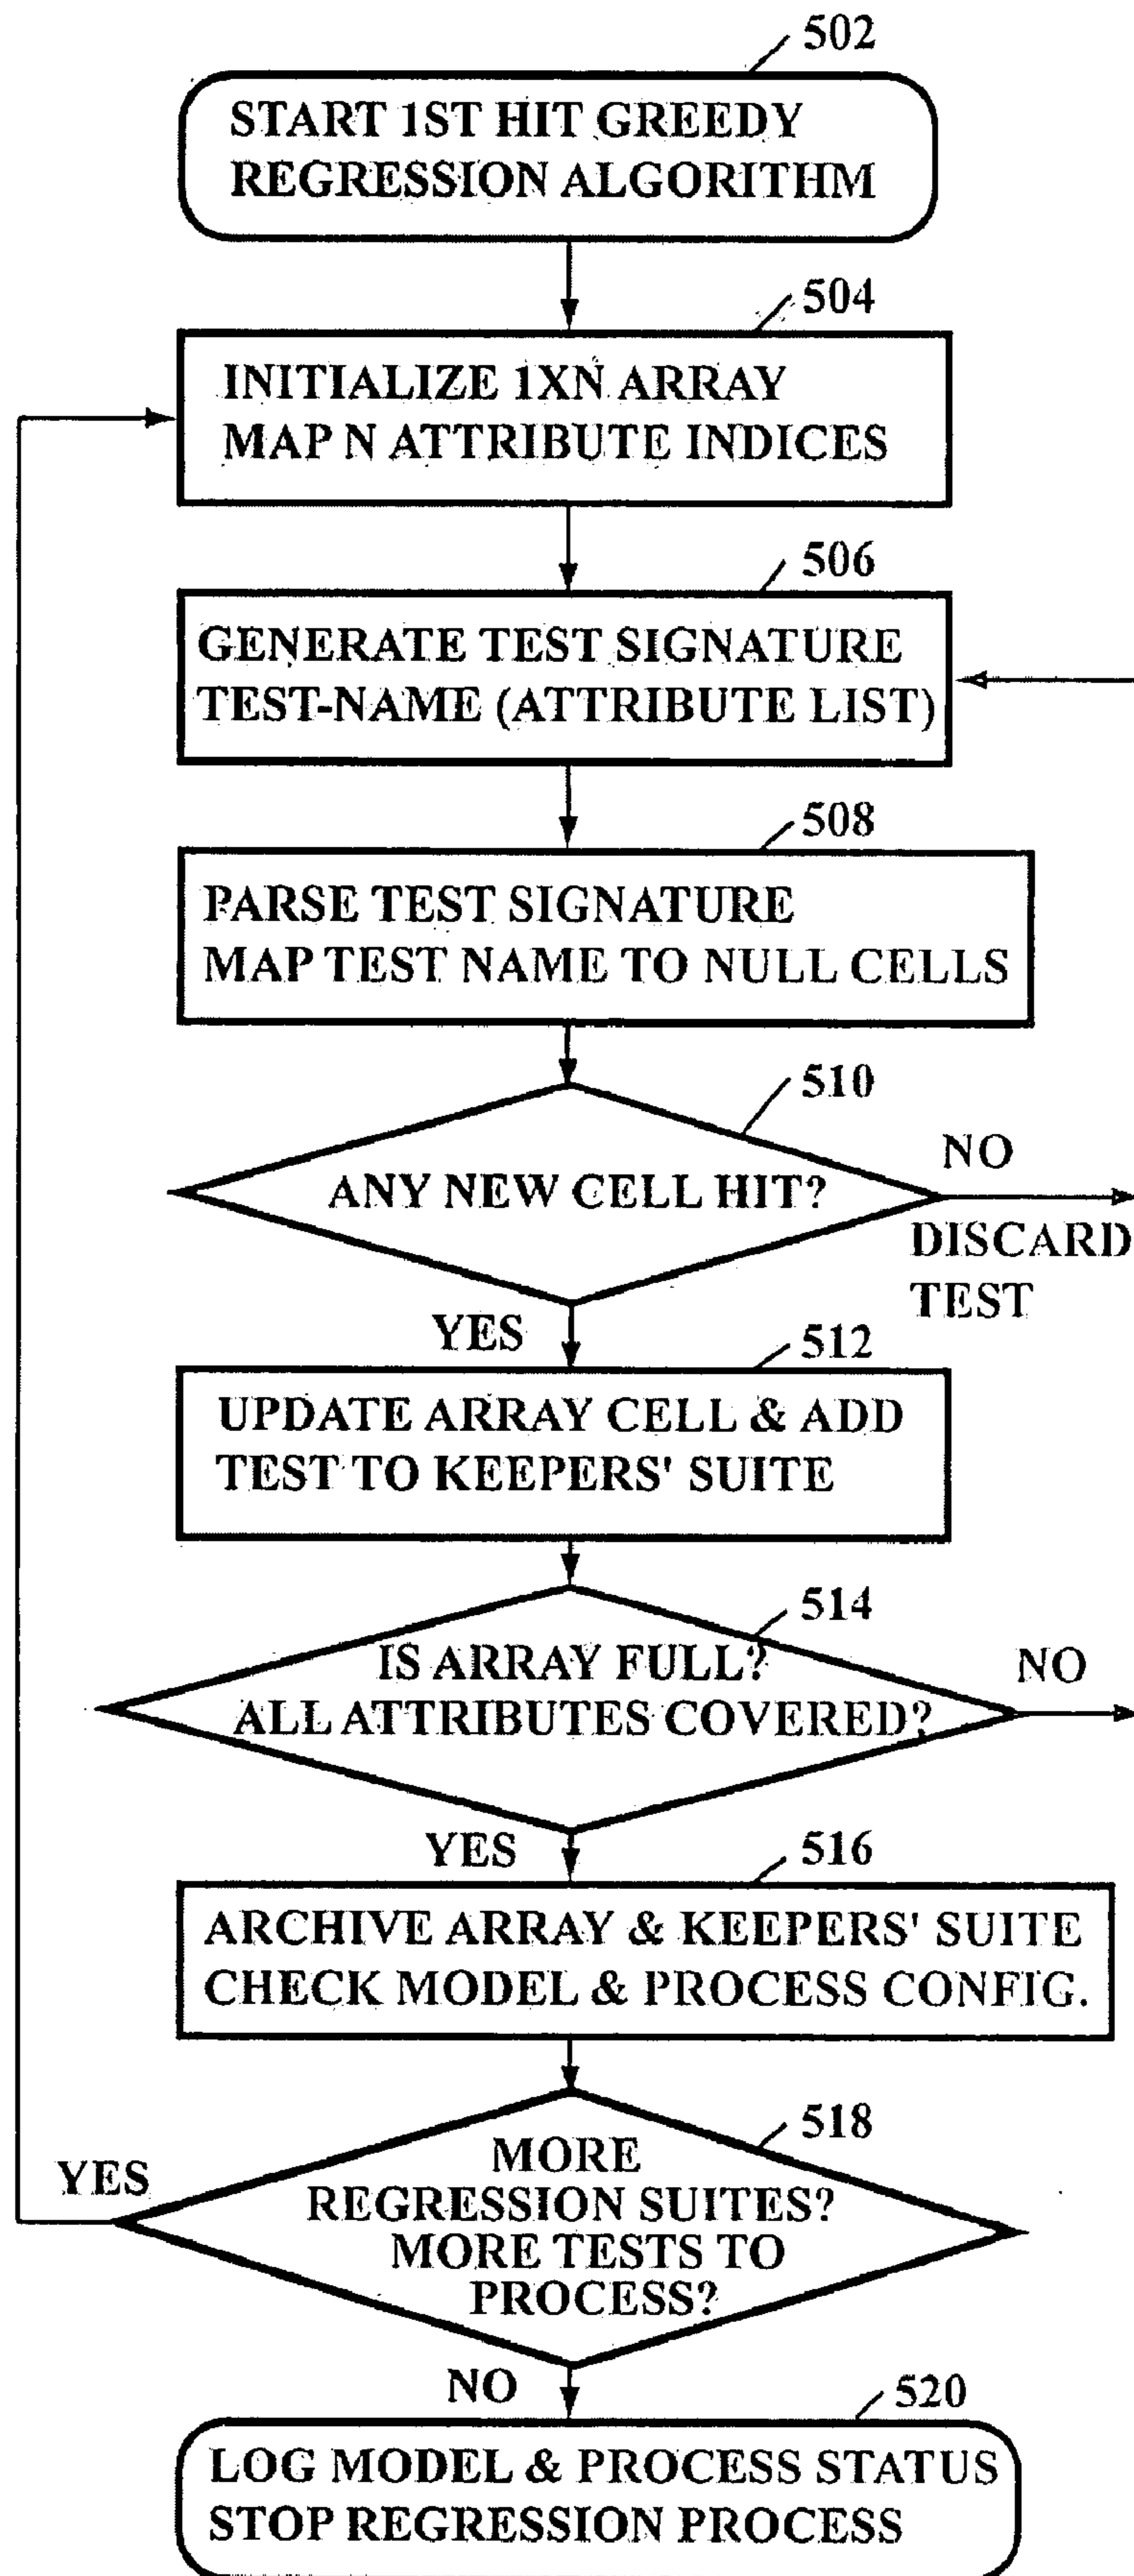 502
START 1ST HIT GREEDY
REGRESSION ALGORITHM
504
INITIALIZE 1XN ARRAY
MAP N ATTRIBUTE INDICES
506
GENERATE TEST SIGNATURE
TEST-NAME (ATTRIBUTE LIST)
508
PARSE TEST SIGNATURE
MAP TEST NAME TO NULL CELLS
510
NO
ANY NEW CELL HIT?
DISCARD
TEST
YES
512
UPDATE ARRAY CELL & ADD
TEST TO KEEPERS' SUITE
514
IS ARRAY FULL?
NO
ALL ATTRIBUTES COVERED?
YES
516
ARCHIVE ARRAY & KEEPERS' SUITE
CHECK MODEL & PROCESS CONFIG.
518
YES
MORE
REGRESSION SUITES?
MORE TESTS TO
PROCESS?
NO
520
LOG MODEL & PROCESS STATUS
STOP REGRESSION PROCESS